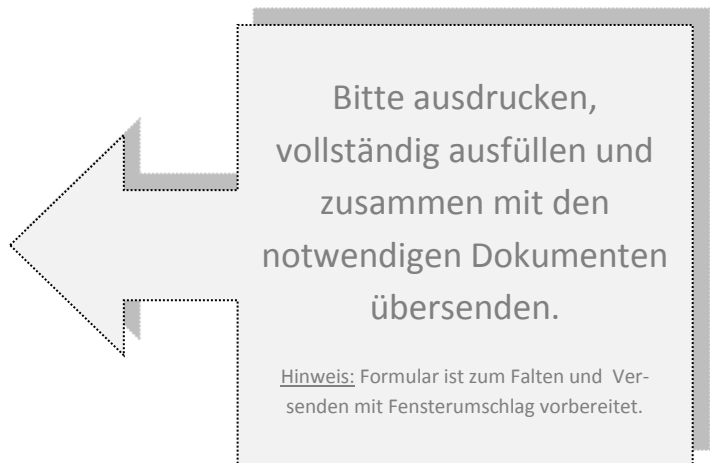 Bitte ausdrucken,
vollständig ausfüllen und
zusammen mit den
notwendigen Dokumenten
übersenden.
Hinweis: Formular ist zum Falten und  Ver-
senden mit Fensterumschlag vorbereitet.